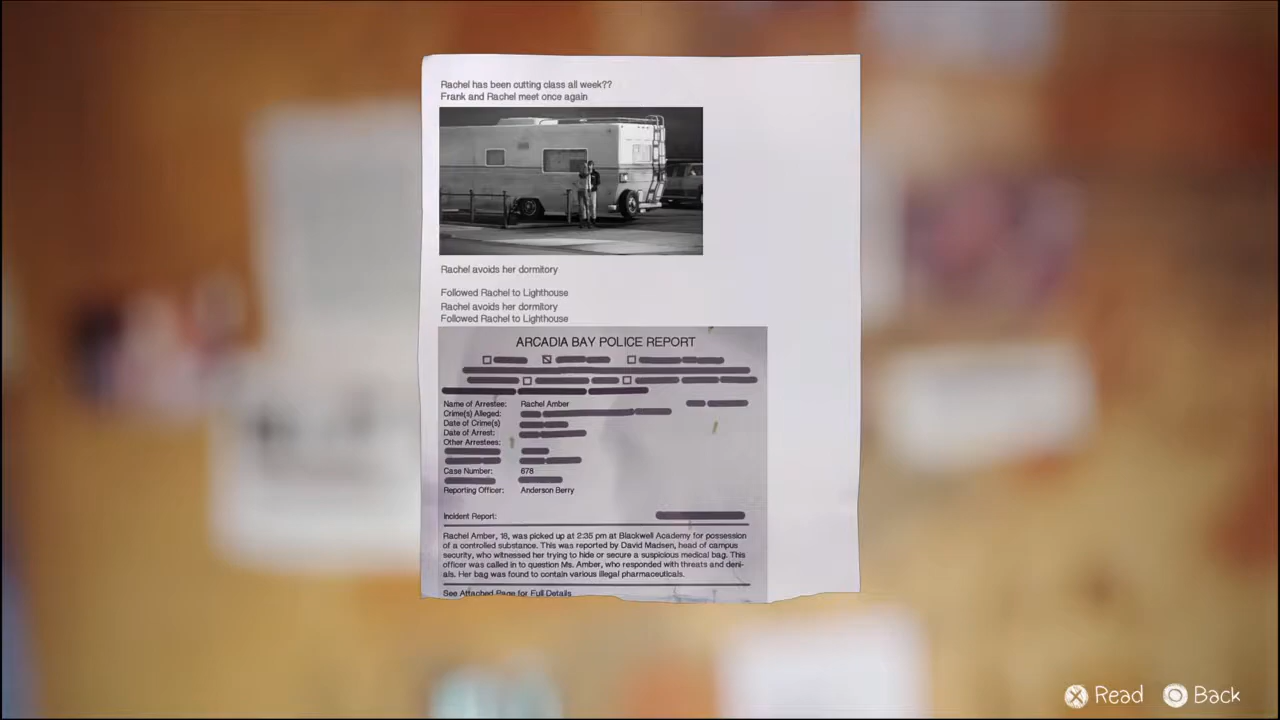 Rachel has been cutting class all week??
Frank and Rachel meet once again
Rachel avoids her dormitory
Followed Rachel to Lighthouse
Rachel avoids her dormitory
Followed Rachel to Lighthouse
ARCADIA BAY POLICE REPORT
Name of Arrestee: Rachel Amber
Crime(s) Alleged:
Date of Crime(s)
Date of Arrest:
Other Arrestees:
Case Number: 678
Reporting Officer: Anderson Berry
Incident Report:
Rachel Amber, 18, was picked up at 2:35 pm at Blackwell Academy for possession
of a controlled substance. This was reported by David Madsen, head of campus
security, who witnessed her trying to hide or secure a suspicious medical bag. This
officer was called in to question Ms. Amber, who responded with threats and deni-
als. Her bag was found to contain various illegal pharmaceuticals.
See Attached Page for Full Details
Read Back